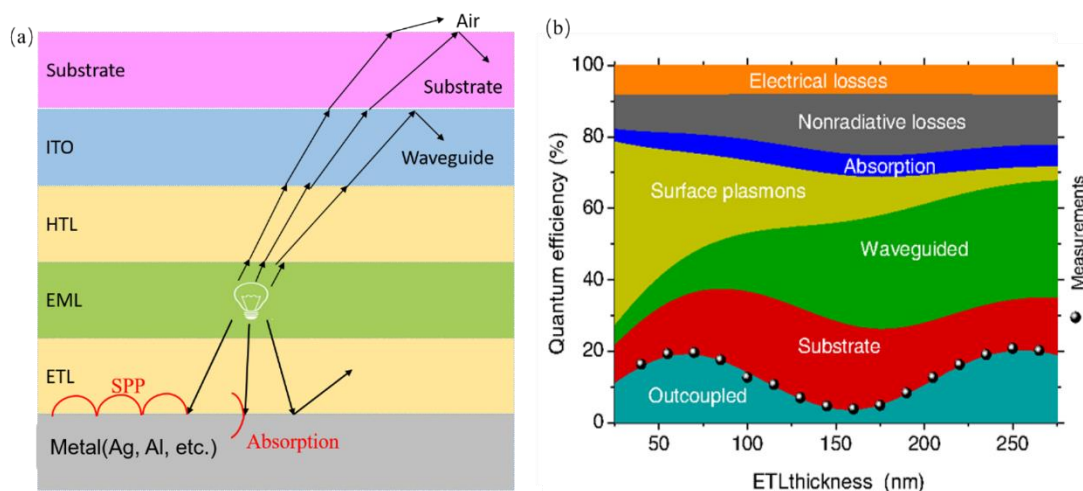 (a)
Air
Substrate
Substrate
ITO
Waveguide
HTL
EML
ETL
SPP
Absorption
Metal(Ag, Al, etc.)
(b)
Quantum efficiency (%)
100
80
60
40
20
0
Electrical losses
Nonradiative losses
Absorption
Surface plasmons
Waveguided
Substrate
Outcoupled
Measurements
50
100
150
200
250
ETLthickness (nm)